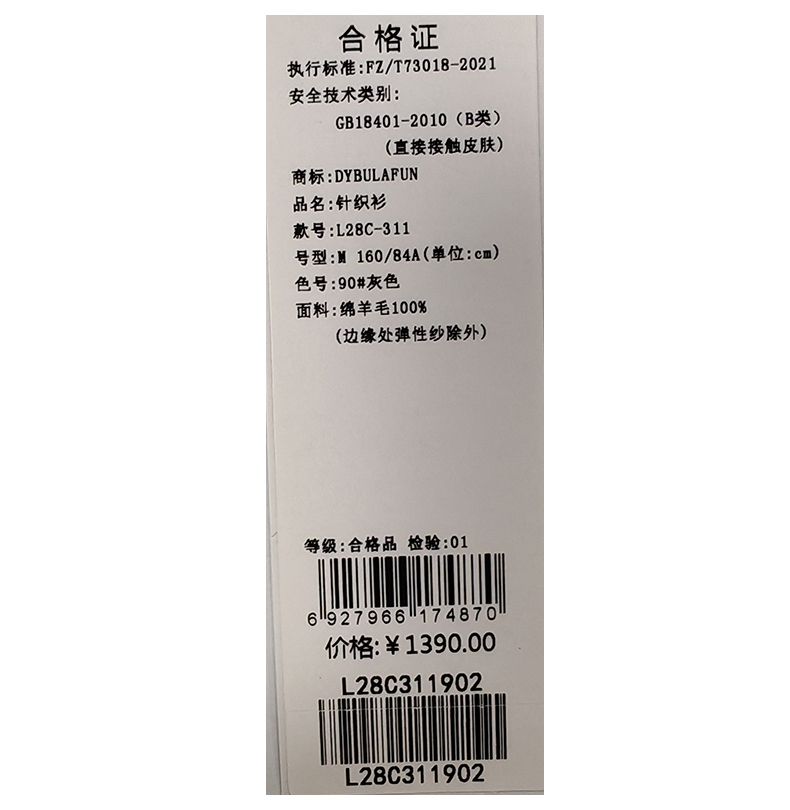 合格证
执行标准:FZ/T73018-2021
安全技术类别:
GB18401-2010（B类）
(直接接触皮肤)
商标:DYBULAFUN
品名:针织衫
款号:L28C-311
号型:M 160/84A(单位:cm)
色号:90#灰色
面料:绵羊毛100%
(边缘处弹性纱除外)
等级:合格品 检验:01
6 927966 174870
价格:￥1390.00
L28C311902
L28C311902